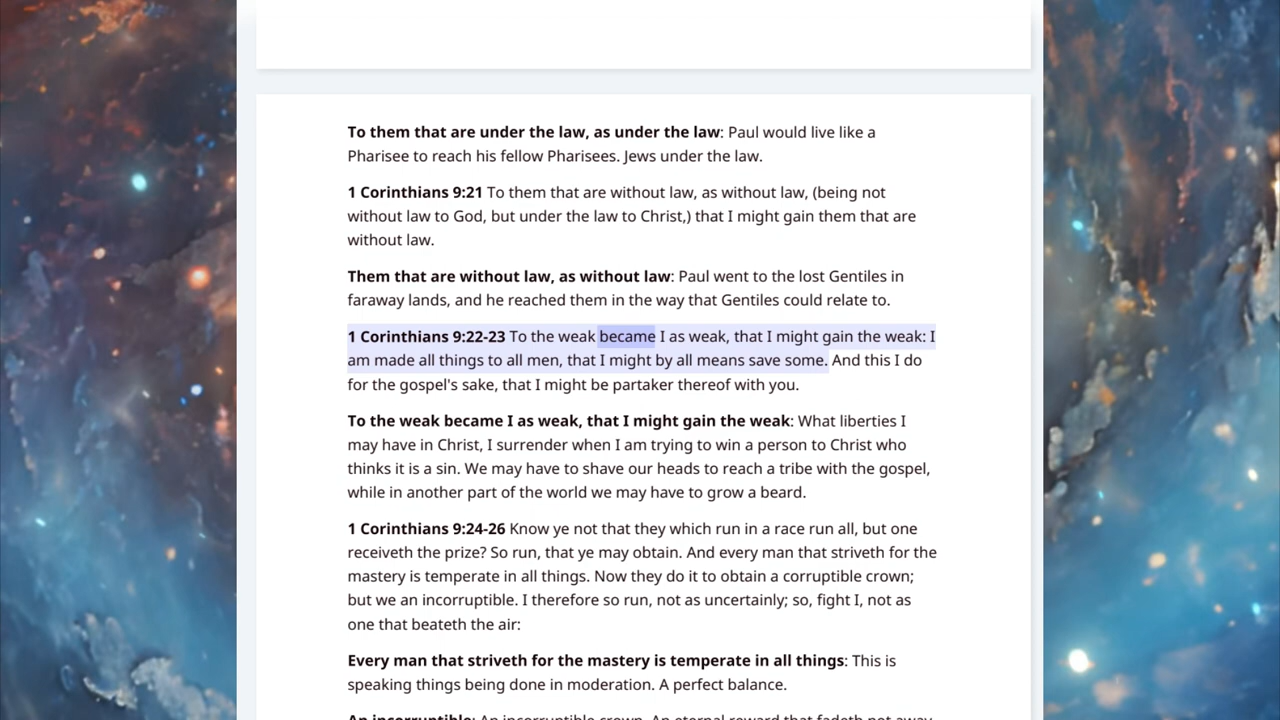 To them that are under the law, as under the law: Paul would live like a
Pharisee to reach his fellow Pharisees. Jews under the law.
1 Corinthians 9:21 To them that are without law, as without law, (being not
without law to God, but under the law to Christ,) that I might gain them that are
without law.
Them that are without law, as without law: Paul went to the lost Gentiles in
faraway lands, and he reached them in the way that Gentiles could relate to.
1 Corinthians 9:22-23 To the weak became I as weak, that I might gain the weak: I
am made all things to all men, that I might by all means save some. And this I do
for the gospel's sake, that I might be partaker thereof with you.
To the weak became I as weak, that I might gain the weak: What liberties I
may have in Christ, I surrender when I am trying to win a person to Christ who
thinks it is a sin. We may have to shave our heads to reach a tribe with the gospel,
while in another part of the world we may have to grow a beard.
1 Corinthians 9:24-26 Know ye not that they which run in a race run all, but one
receiveth the prize? So run, that ye may obtain. And every man that striveth for the
mastery is temperate in all things. Now they do it to obtain a corruptible crown;
but we an incorruptible. I therefore so run, not as uncertainly; so, fight I, not as
one that beateth the air:
Every man that striveth for the mastery is temperate in all things: This is
speaking things being done in moderation. A perfect balance.
An incorruptible: An incorruptible crown. An eternal reward that fadeth not away